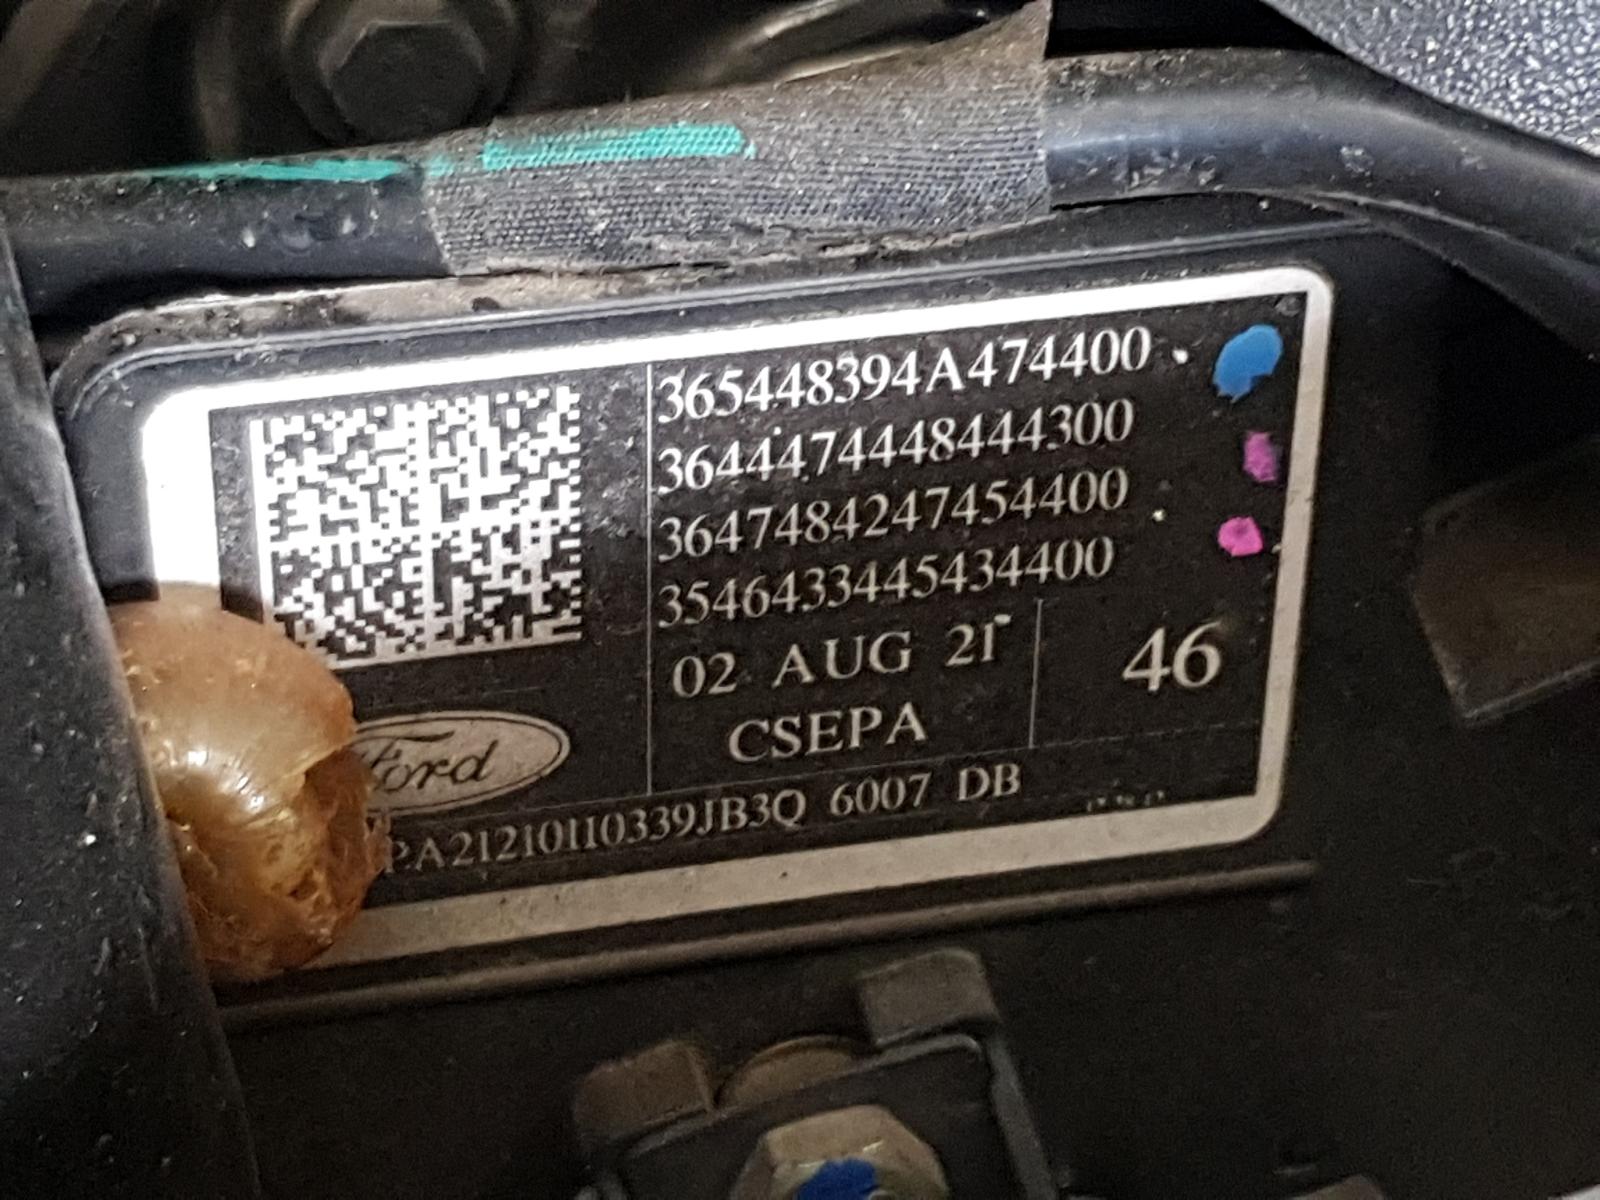 365448394A474400
3644474448444300
3647484247454400
3546433445434400
02 AUG 21
46
CSEPA
Ford
PA21210110339JB3Q 6007 DB